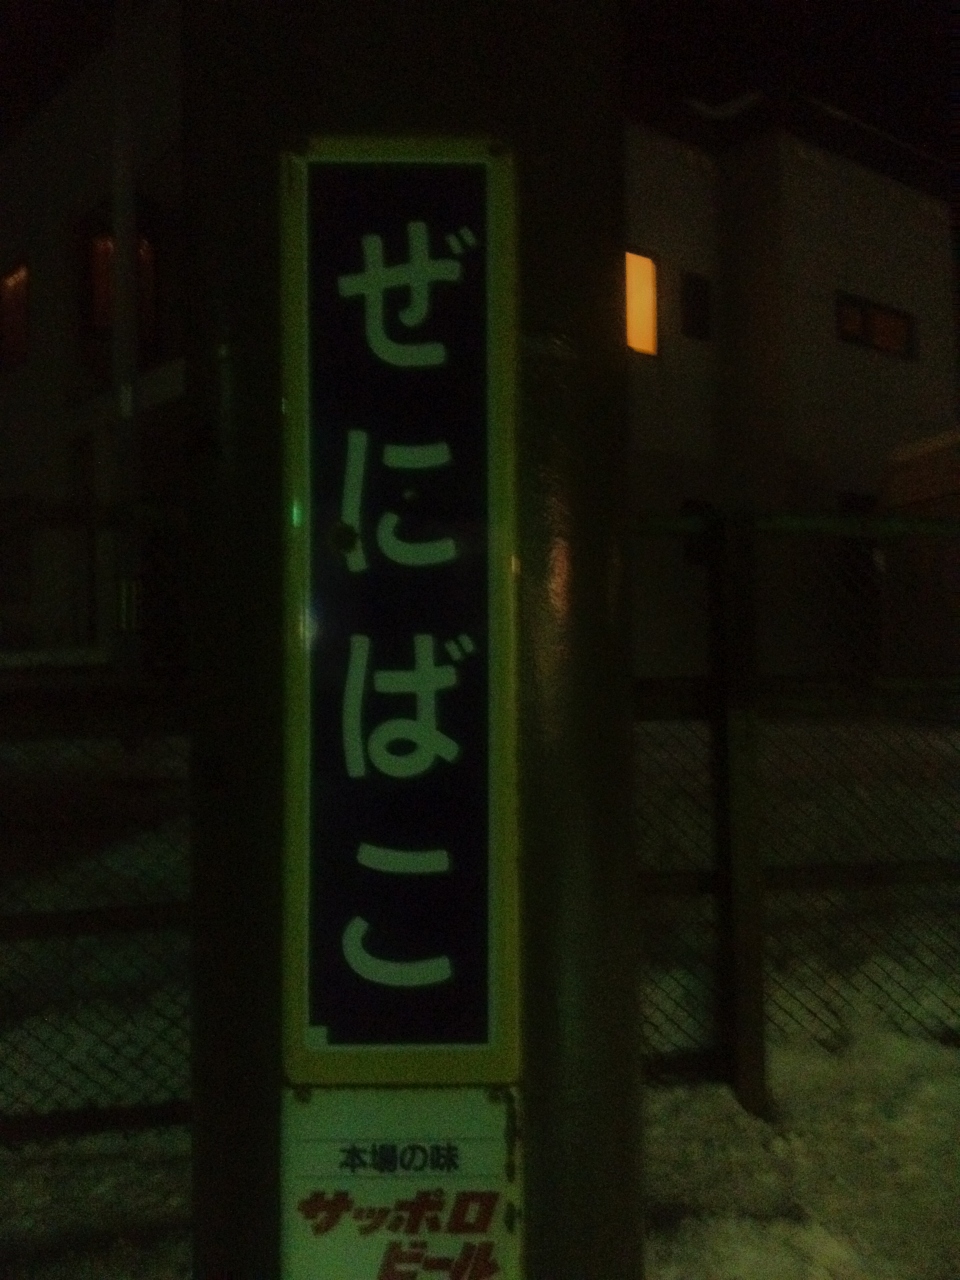 ぜにばこ
本場の味
サッポロ
ビール